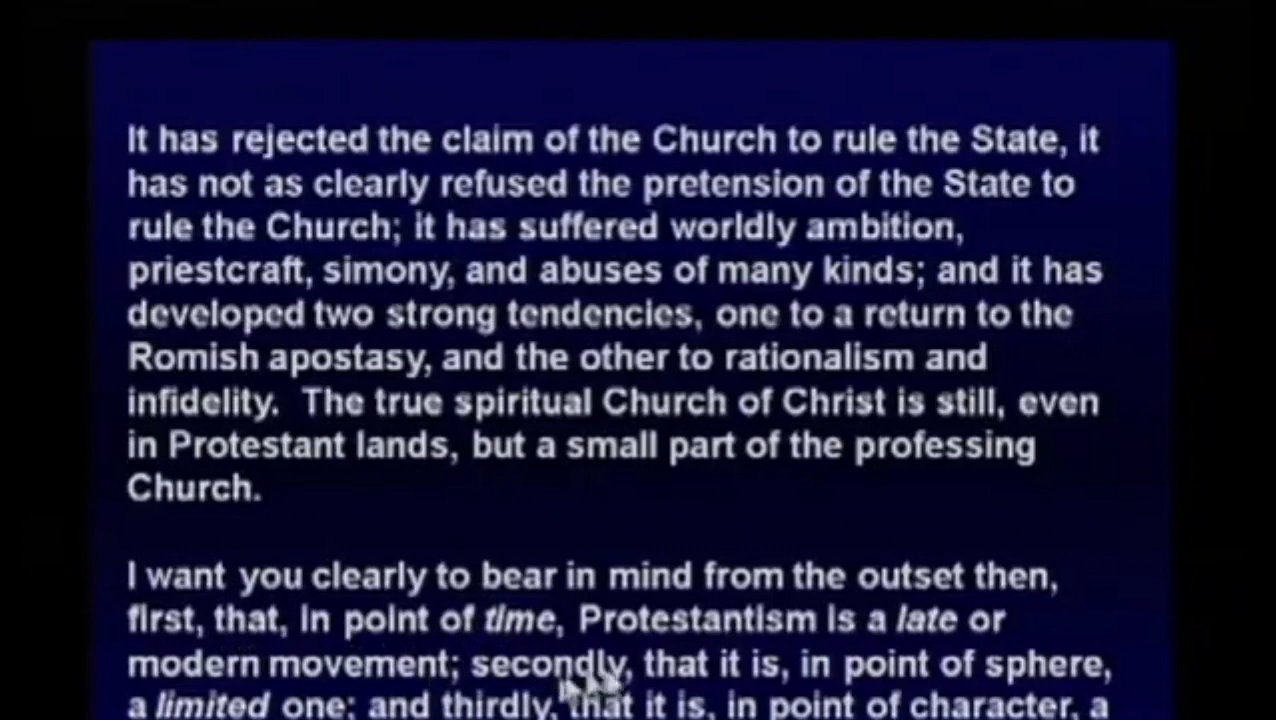 It has rejected the claim of the Church to rule the State, it
has not as clearly refused the pretension of the State to
rule the Church; it has suffered worldly ambition,
priestcraft, simony, and abuses of many kinds; and it has
developed two strong tendencies, one to a return to the
Romish apostasy, and the other to rationalism and
infidelity. The true spiritual Church of Christ is still, even
in Protestant lands, but a small part of the professing
Church.
I want you clearly to bear in mind from the outset then,
first, that, in point of time, Protestantism is a late or
modern movement; secondly, that it is, in point of sphere,
a limited one; and thirdly, that it is, in point of character, a